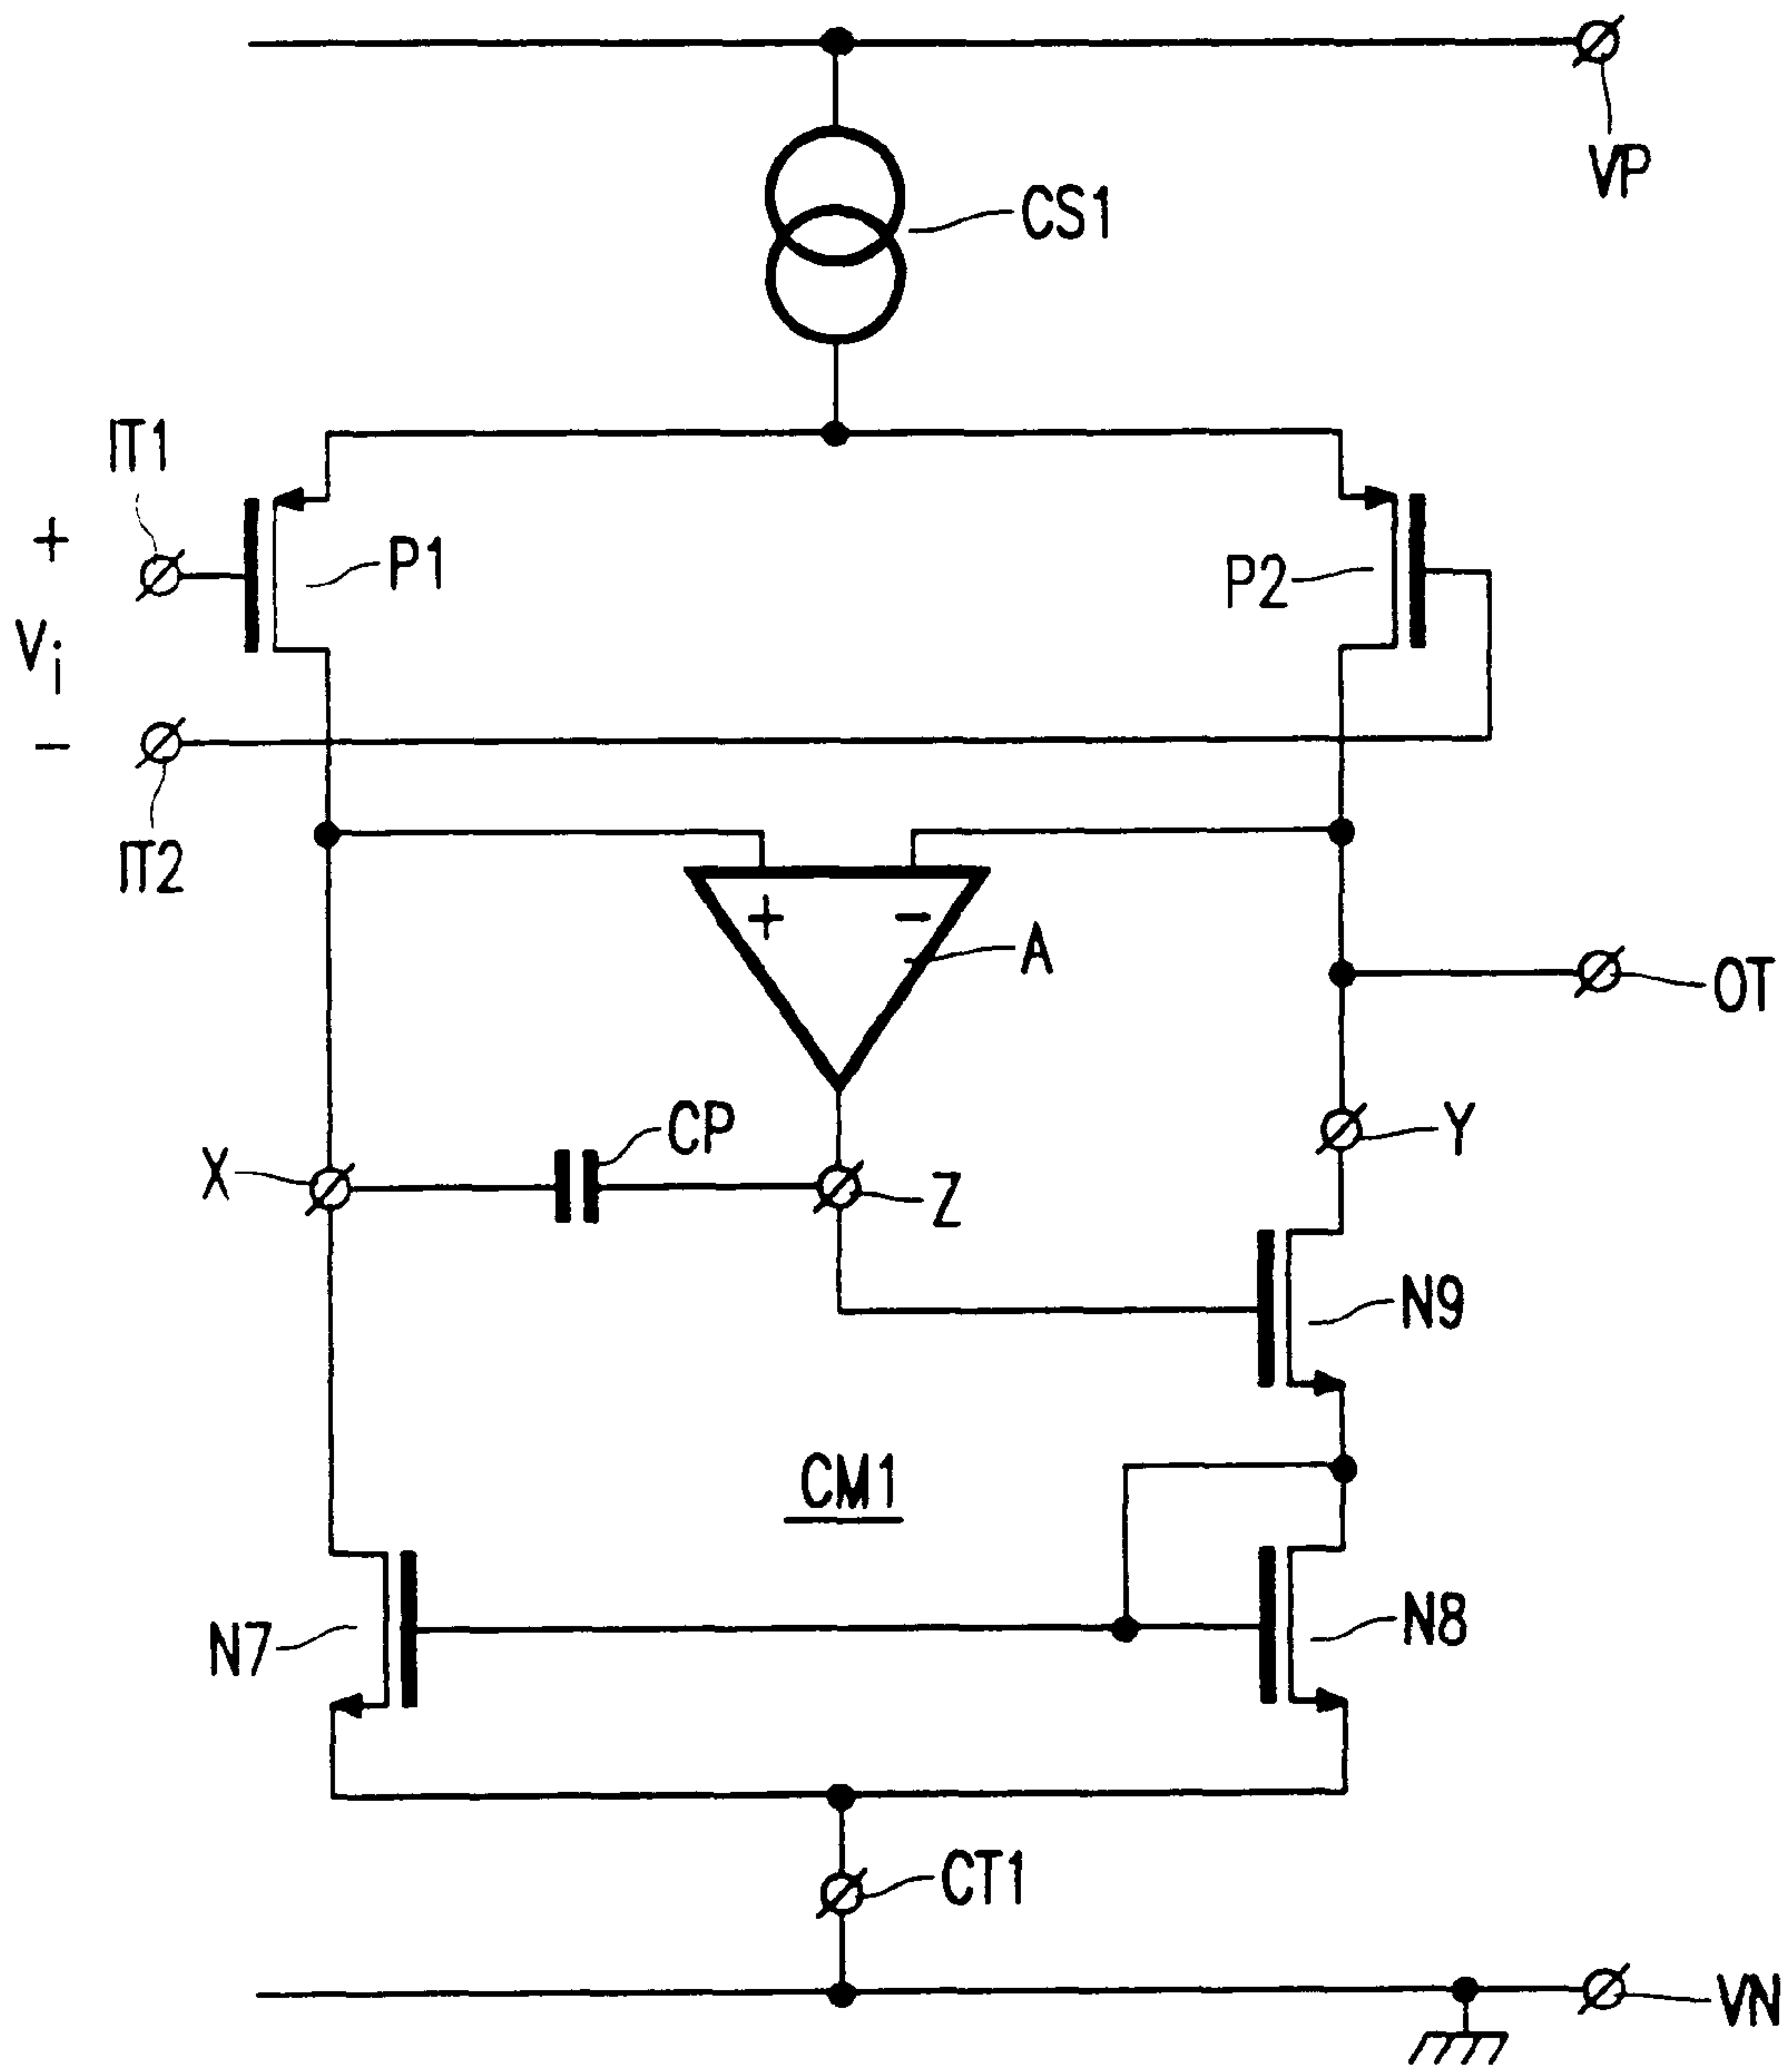 VP
CS1
IT1
+
P1
P2
Vi
−
IT2
+ −
A
OT
CP
Y
X
Z
N9
CM1
N7
N8
CT1
VN